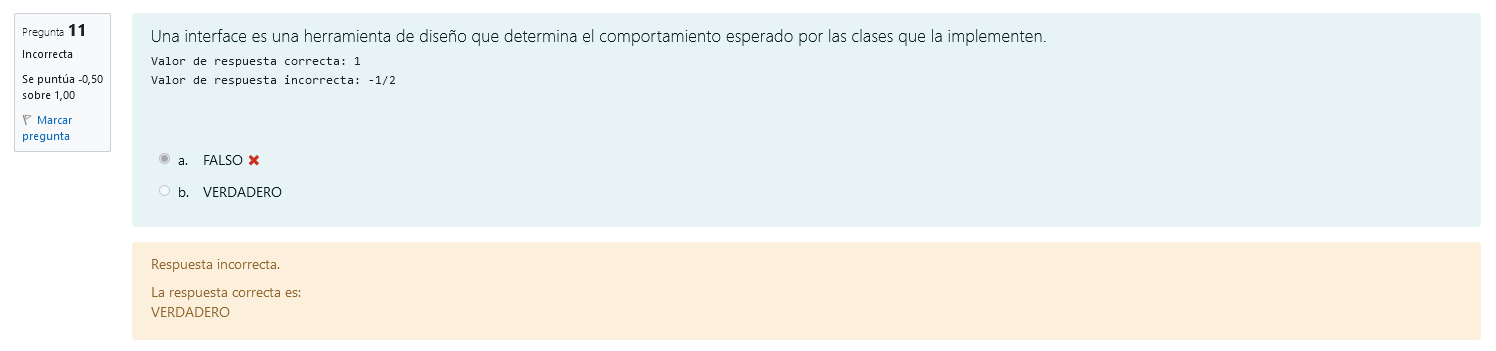 Pregunta 11
Incorrecta
Se puntúa -0,50
sobre 1,00
Marcar
pregunta
Una interface es una herramienta de diseño que determina el comportamiento esperado por las clases que la implementen.
Valor de respuesta correcta: 1
Valor de respuesta incorrecta: -1/2
a. FALSO
b. VERDADERO
Respuesta incorrecta.
La respuesta correcta es:
VERDADERO